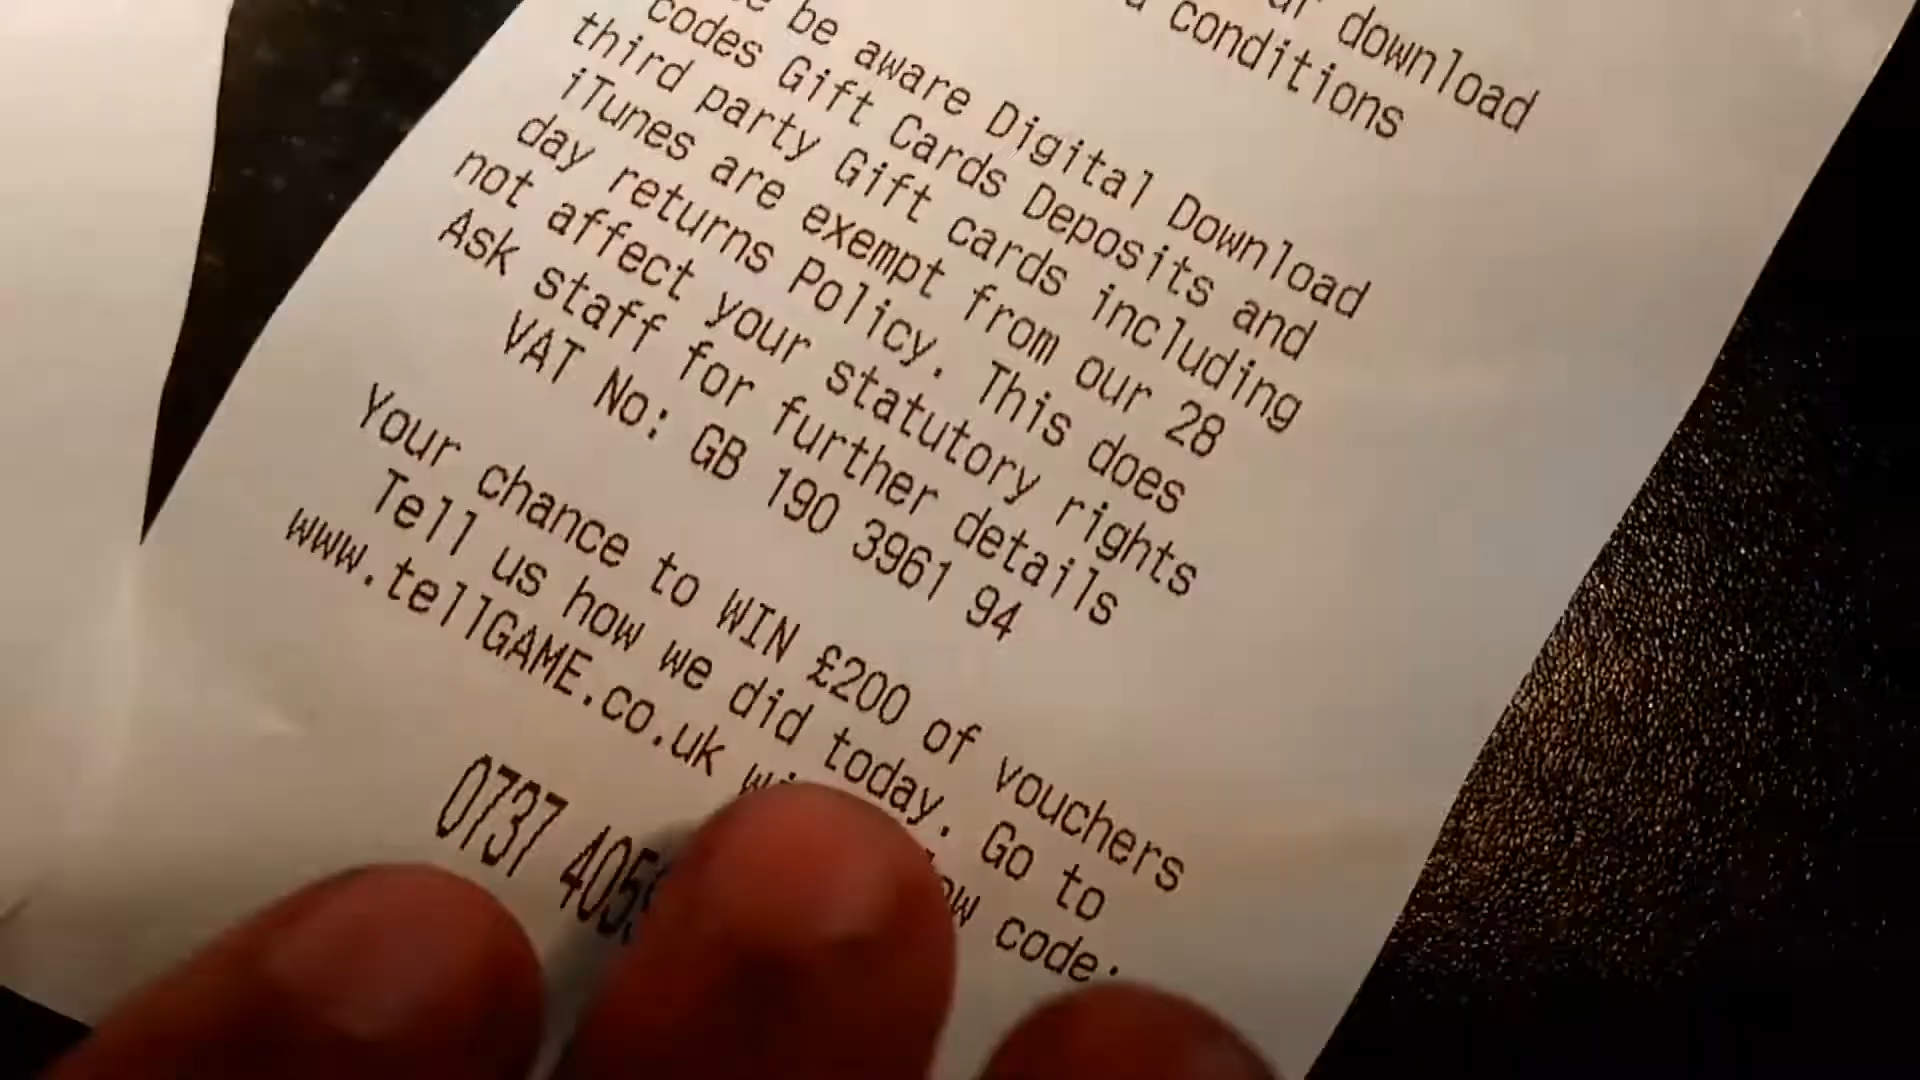 download
conditions
be aware Digital Download
codes Gift Cards Deposits and
third party Gift cards including
iTunes are exempt from our 28
day returns Policy. This does
not affect your statutory rights
Ask staff for further details
VAT No: GB 190 3961 94
Your chance to WIN £200 of vouchers
Tell us how we did today. Go to
www.tellGAME.co.uk code:
0737